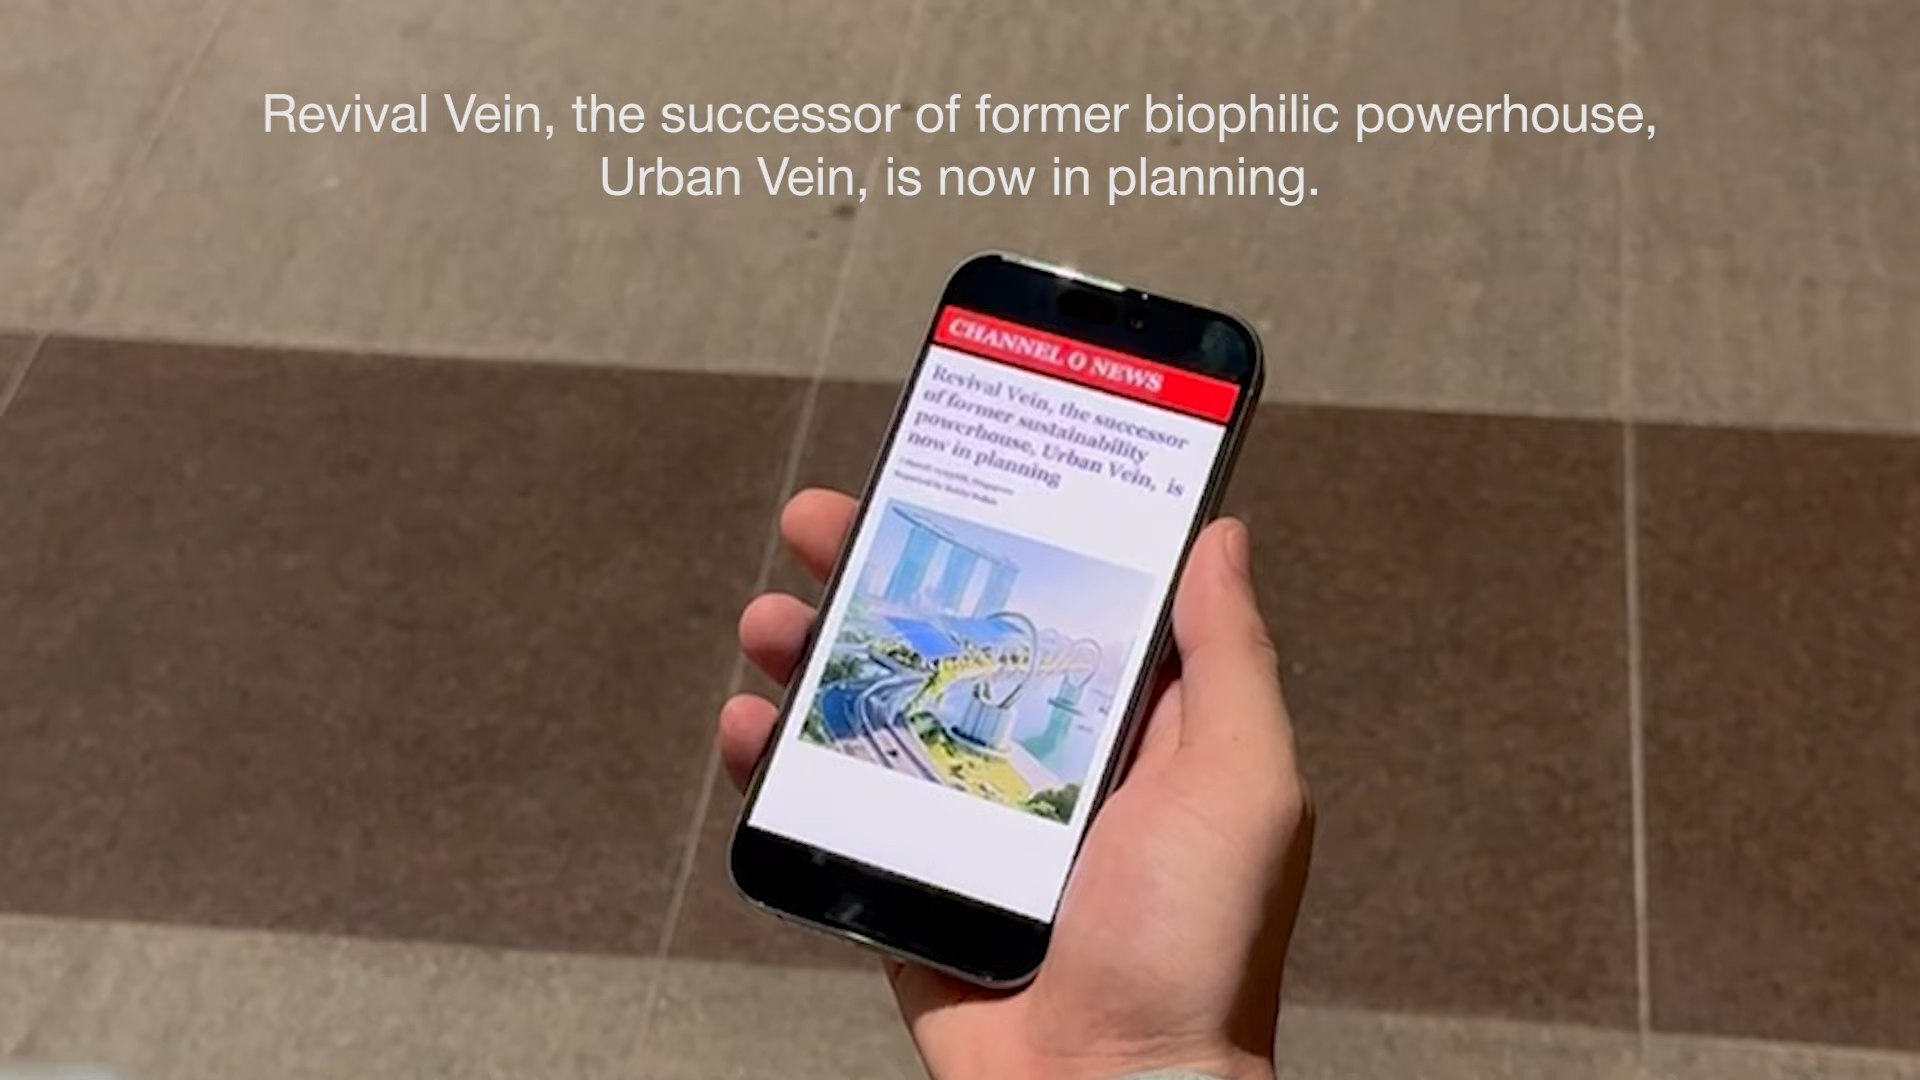 Revival Vein, the successor of former biophilic powerhouse,
Urban Vein, is now in planning.
CHANNEL O NEWS
Revival Vein, the successor
of former sustainability
powerhouse, Urban Vein, is
now in planning